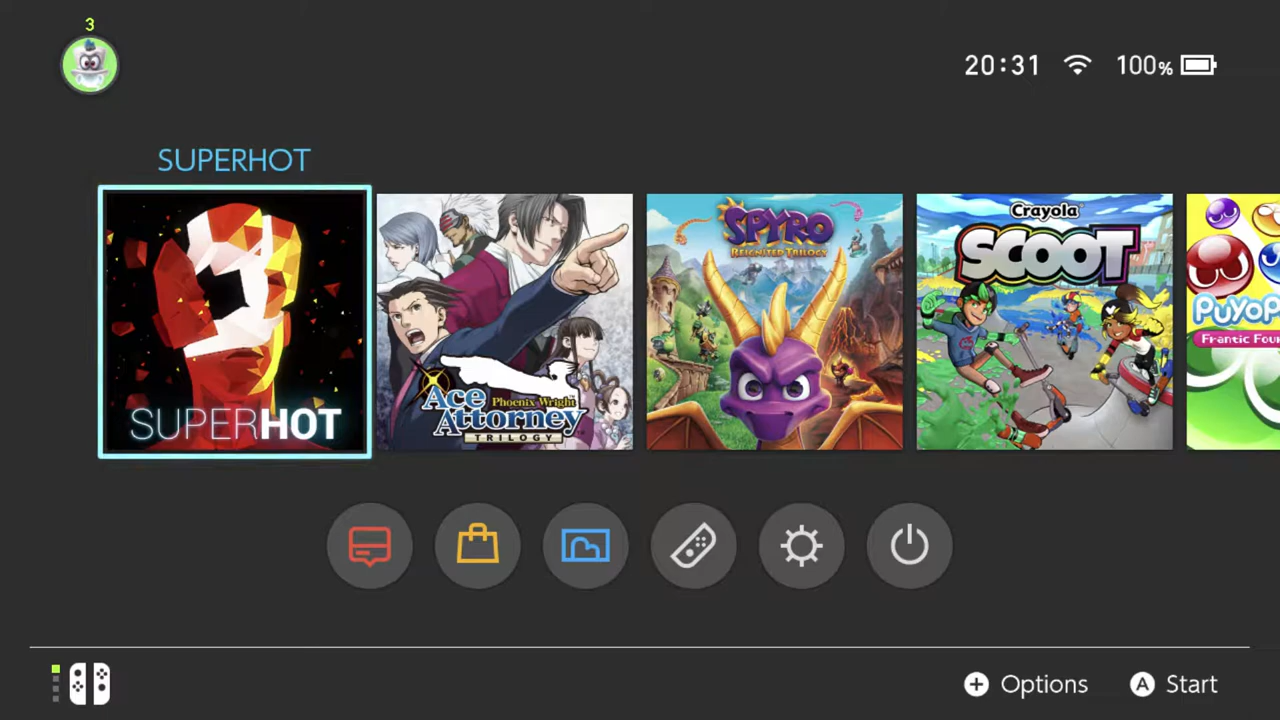 3
20:31
100%
SUPERHOT
SUPERHOT
Phoenix Wright
Ace
Attorney
TRILOGY
SPYRO
REIGNITED TRILOGY
Crayola
SCOOT
PUYOP
Frantic Fou
Options
A Start